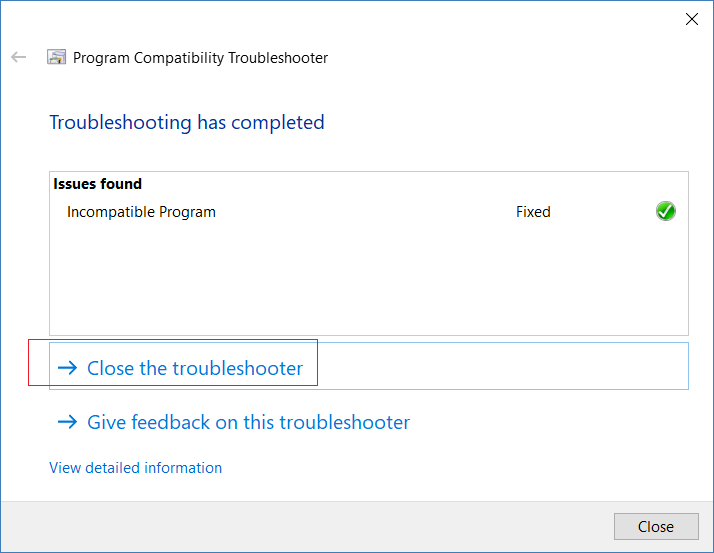 Program Compatibility Troubleshooter
Troubleshooting has completed
Issues found
Incompatible Program Fixed
Close the troubleshooter
Give feedback on this troubleshooter
View detailed information
Close